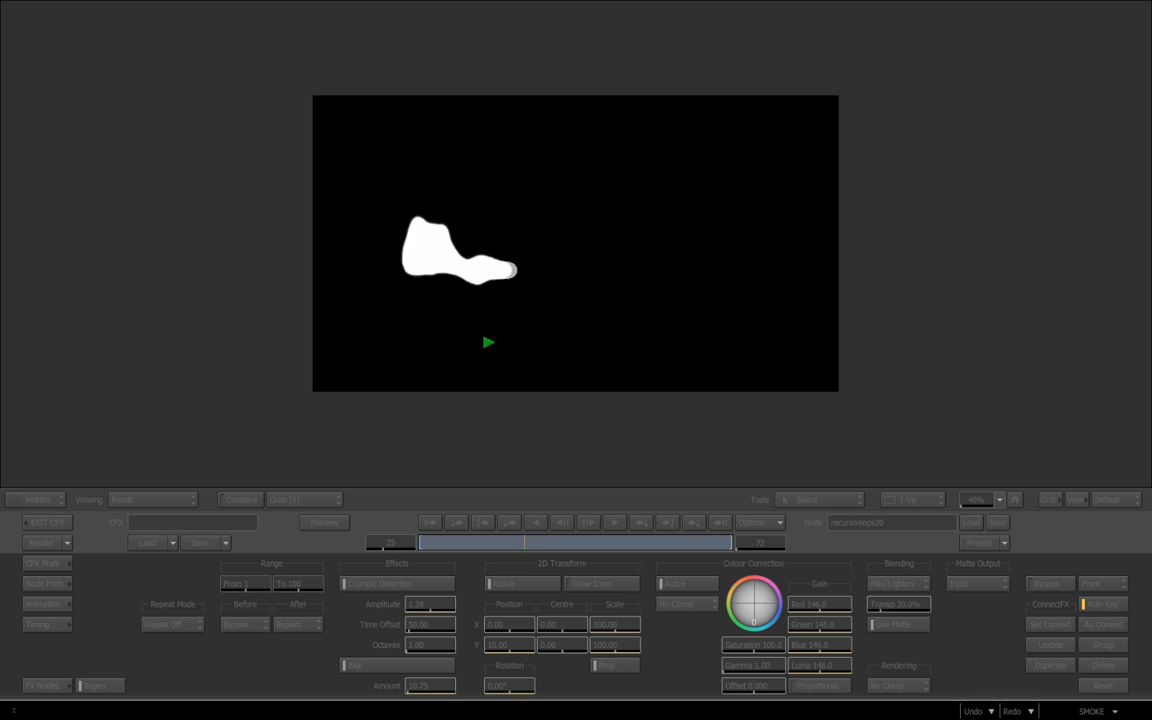 Hidden Viewing Result Compare Grab [1] Tools Select 1-Up 46% Grid View Default
EXIT CFX CFX Preview Options Node recursiveops20 Load Save
Render Load Save 25 72 Presets
CFX Prefs Range Effects 2D Transform Colour Correction Blending Matte Output
Node Prefs From 1 To 100 Crumple Distortion Active Show Icons Active Gain Max/Lighten Input Bypass Front
Animation Repeat Mode Before After Amplitude 1.28 Position Centre Scale No Clamp Red 146.0 Transp 20.0% ConnectFX Auto Key
Timing Repeat Off Bypass Bypass Time Offset 50.00 X 0.00 0.00 100.00 Green 146.0 Use Matte Set Context As Context
Octaves 1.00 Y 10.00 0.00 100.00 Saturation 100.0 Blue 146.0 Update Group
Blur Rotation Prop Gamma 1.00 Luma 146.0 Rendering Duplicate Delete
FX Nodes Regen Amount 10.75 0.00° Offset 0.000 Proportional No Clamp Reset
Undo Redo SMOKE